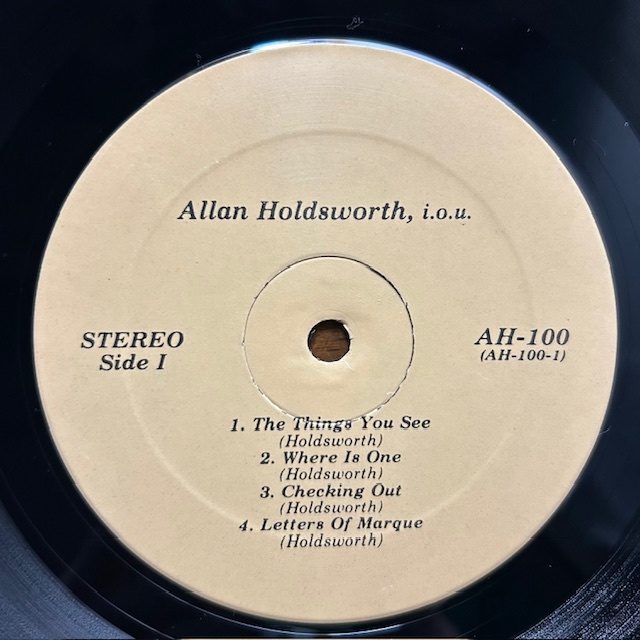 Allan Holdsworth, i.o.u.
STEREO
Side I
AH-100
(AH-100-1)
1. The Things You See
(Holdsworth)
2. Where Is One
(Holdsworth)
3. Checking Out
(Holdsworth)
4. Letters Of Marque
(Holdsworth)